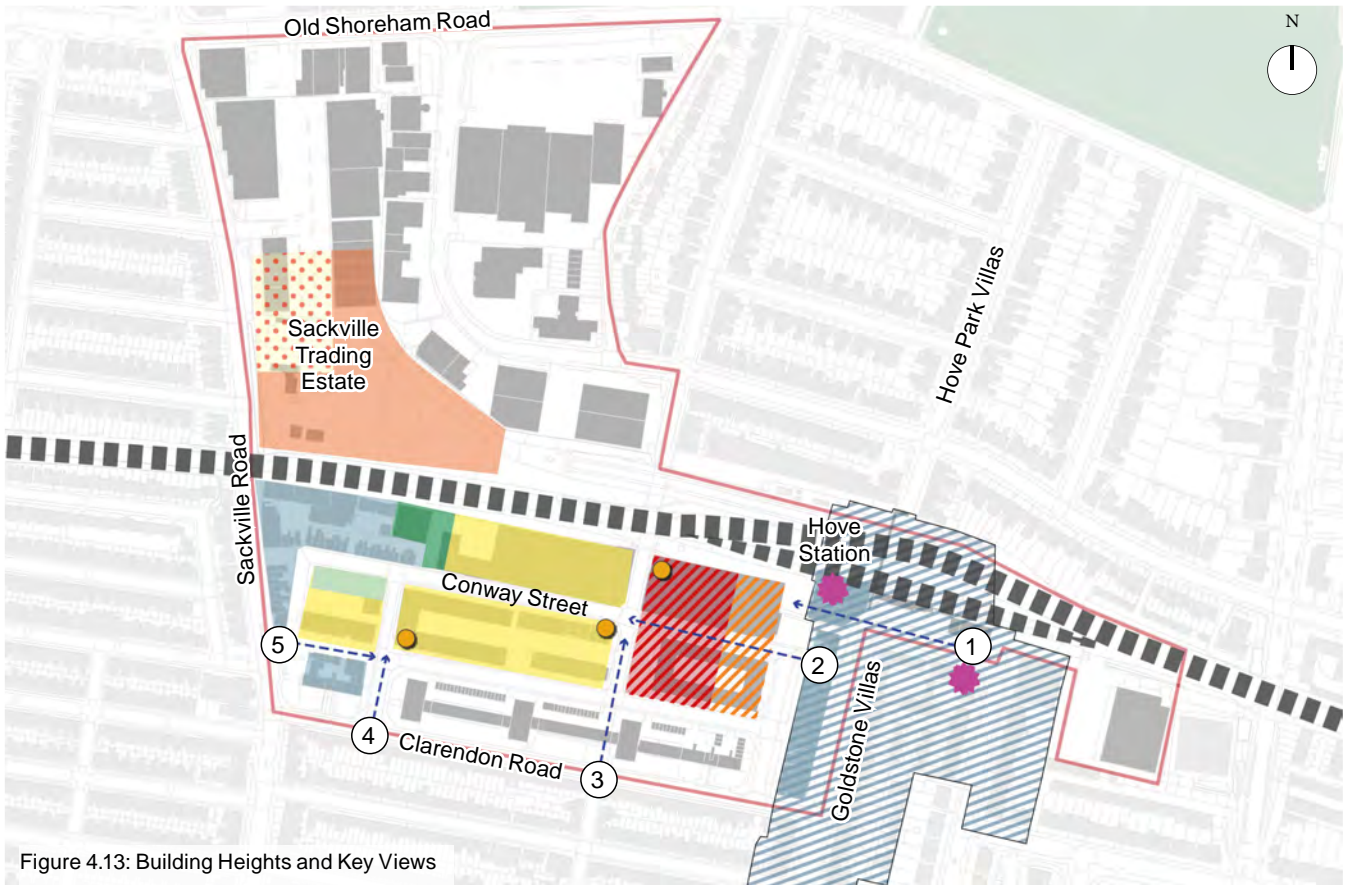 Old Shoreham Road
N
Hove Park Villas
Sackville
Trading
Estate
Sackville Road
Hove
Station
Conway Street
1
2
5
4
3
Goldstone Villas
Clarendon Road
Figure 4.13: Building Heights and Key Views